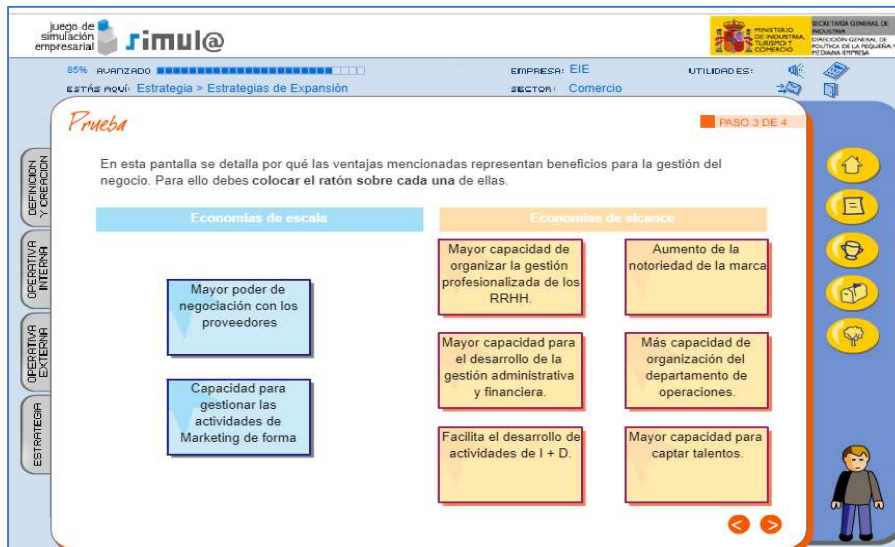 juego de
simulación
empresarial
simul@
MINISTERIO
DE INDUSTRIA,
TURISMO Y
COMERCIO
SECRETARÍA GENERAL DE
INDUSTRIA
DIRECCIÓN GENERAL DE
POLÍTICA DE LA PEQUEÑA Y
MEDIANA EMPRESA
85% AVANZADO
EMPRESA: EIE
UTILIDADES:
ESTÁS AQUÍ: Estrategia > Estrategias de Expansión
SECTOR: Comercio
Prueba
PASO 3 DE 4
En esta pantalla se detalla por qué las ventajas mencionadas representan beneficios para la gestión del
negocio. Para ello debes colocar el ratón sobre cada una de ellas.
DEFINICION
Y CREACION
OPERATIVA
INTERNA
OPERATIVA
EXTERNA
ESTRATEGIA
Economías de escala
Mayor poder de
negociación con los
proveedores
Capacidad para
gestionar las
actividades de
Marketing de forma
Economías de alcance
Mayor capacidad de
organizar la gestión
profesionalizada de los
RRHH.
Aumento de la
notoriedad de la marca
Mayor capacidad para
el desarrollo de la
gestión administrativa
y financiera.
Más capacidad de
organización del
departamento de
operaciones.
Facilita el desarrollo de
actividades de I + D.
Mayor capacidad para
captar talentos.